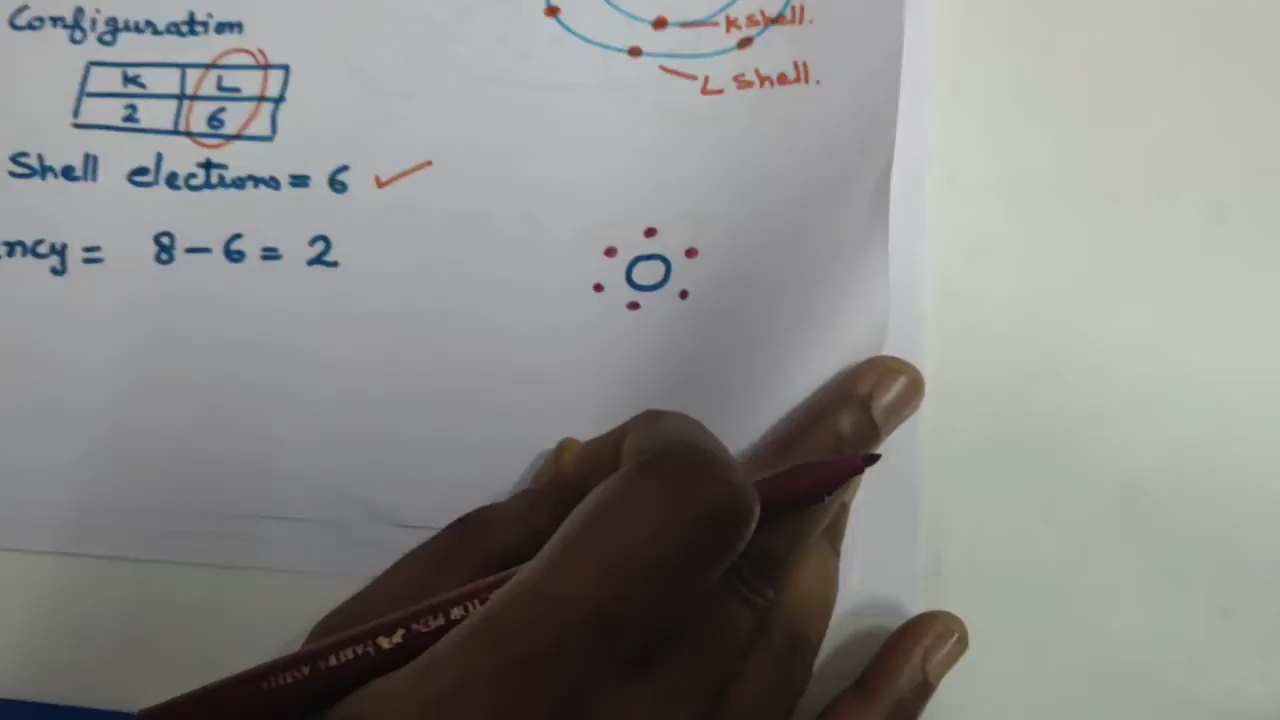 Configuration
K shell.
L shell.
K L
2 6
Shell elections = 6
ncy = 8 - 6 = 2
O